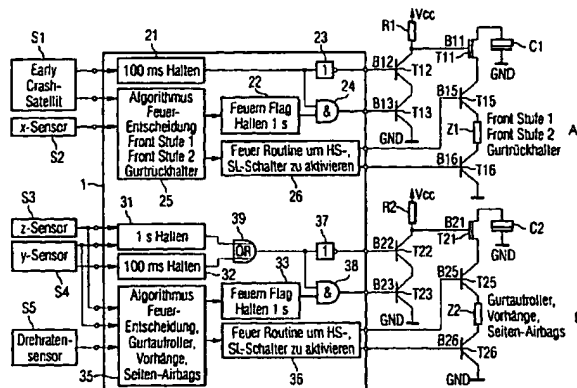 S1
Early
Crash-
Satellit
x-Sensor
S2
1
21
100 ms Halten
Algorithmus
Feuer-
Entscheidung
Front Stufe 1
Front Stufe 2
Gurtrückhalter
25
22
Feuern Flag
Halten 1 s
Feuer Routine um HS-,
SL-Schalter zu aktivieren
26
23
1
24
&
R1
Vcc
B12
T12
B13
T13
GND
B11
T11
C1
GND
B15
T15
Z1
Front Stufe 1
Front Stufe 2
Gurtrückhalter
A
B16
T16
S3
z-Sensor
y-Sensor
S4
S5
Drehraten-
sensor
31
1 s Halten
100 ms Halten
32
39
OR
33
Feuern Flag
Halten 1 s
Algorithmus
Feuer-
Entscheidung,
Gurtaufroller,
Vorhänge,
Seiten-Airbags
35
Feuer Routine um HS-,
SL-Schalter zu aktivieren
36
37
1
38
&
R2
Vcc
B22
T22
B23
T23
GND
B21
T21
C2
GND
B25
T25
Z2
Gurtaufroller,
Vorhänge,
Seiten-Airbags
B26
T26
GND